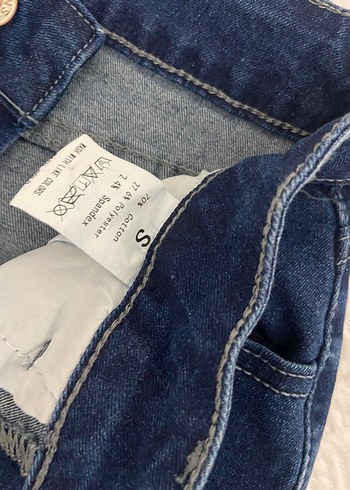 S
70% Cotton
27.6% Polyester
2.4% Spandex
WASH WITH LIKE COLORS